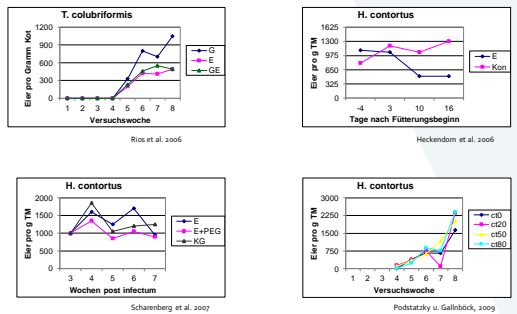 T. colubriformis
Eier pro Gramm Kot
1200
900
600
300
0
1 2 3 4 5 6 7 8
Versuchswoche
G
E
GE
Rios et al. 2006
H. contortus
Eier pro g TM
1625
1300
975
650
325
0
-4 3 10 16
Tage nach Fütterungsbeginn
E
Kon
Heckendorn et al. 2006
H. contortus
Eier pro g TM
2000
1500
1000
500
0
3 4 5 6 7
Wochen post infectum
E
E+PEG
KG
Scharenberg et al. 2007
H. contortus
Eier pro g TM
3000
2250
1500
750
0
1 2 3 4 5 6 7 8
Versuchswoche
ct0
ct20
ct50
ct80
Podstatzky u. Gallnböck, 2009